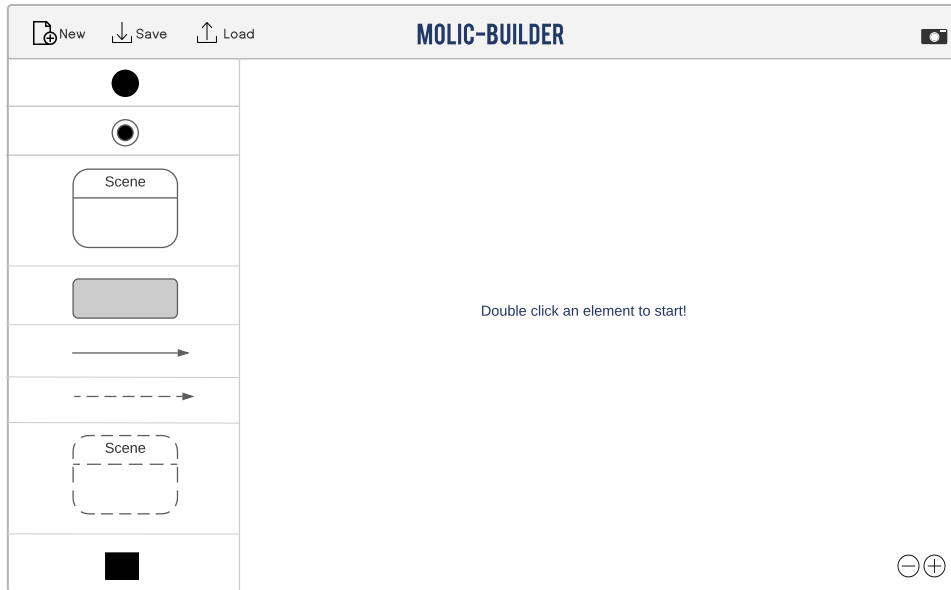 New
Save
Load
MOLIC-BUILDER
Scene
Double click an element to start!
Scene